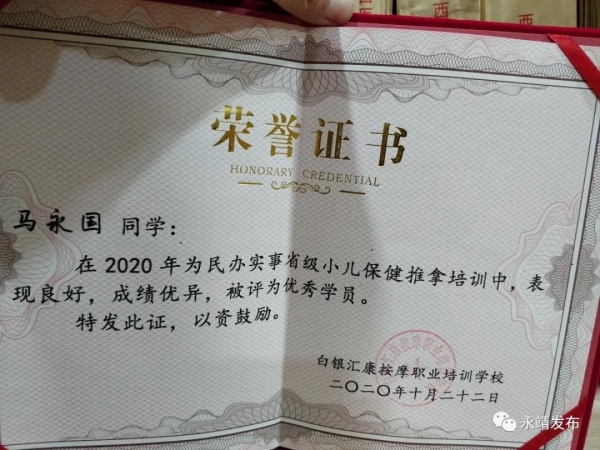 荣誉证书
HONORARY CREDENTIAL
马永国 同学：
在2020年为民办实事省级小儿保健推拿培训中，表
现良好，成绩优异，被评为优秀学员。
特发此证，以资鼓励。
白银汇康按摩职业培训学校
二〇二〇年十月二十二日
永靖发布